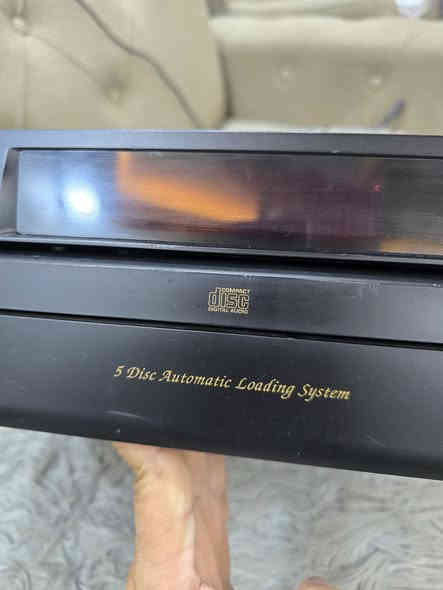 COMPACT
disc
DIGITAL AUDIO
5 Disc Automatic Loading System